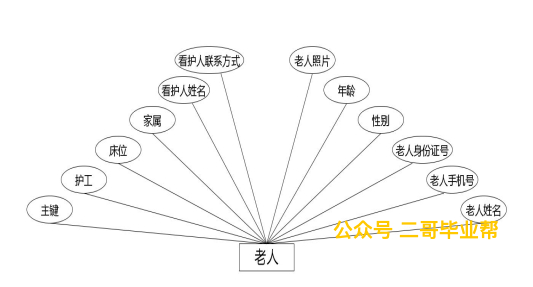 看护人联系方式
老人照片
看护人姓名
年龄
家属
性别
床位
老人身份证号
护工
老人手机号
主键
老人姓名
公众号 二哥毕业帮
老人